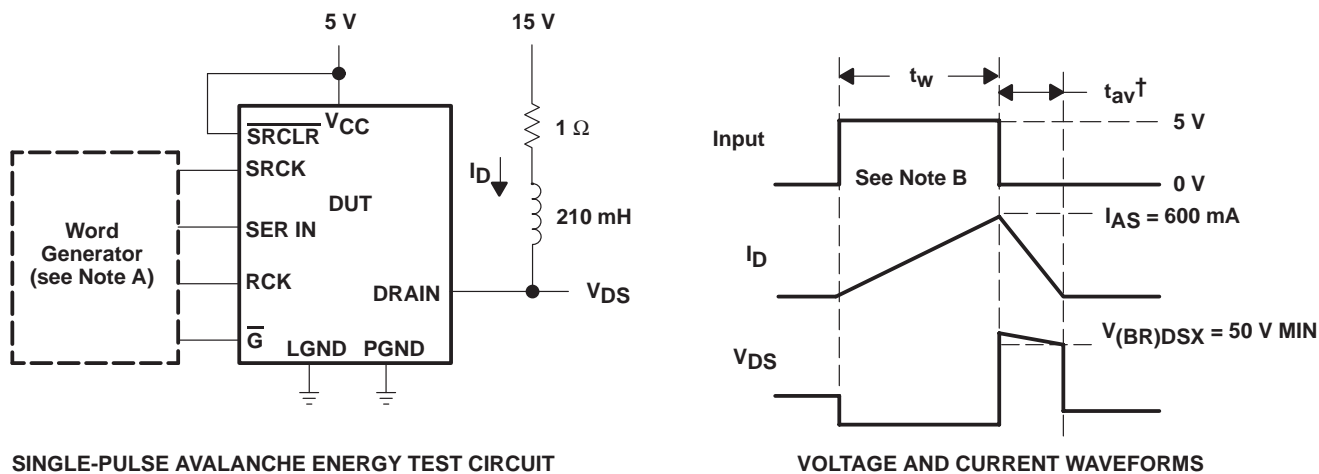 5 V
15 V
SRCLR
VCC
1 Ω
SRCK
ID
DUT
210 mH
Word
Generator
(see Note A)
SER IN
RCK
DRAIN
VDS
G
LGND
PGND
SINGLE-PULSE AVALANCHE ENERGY TEST CIRCUIT
tw
tav†
Input
5 V
See Note B
0 V
IAS = 600 mA
ID
V(BR)DSX = 50 V MIN
VDS
VOLTAGE AND CURRENT WAVEFORMS